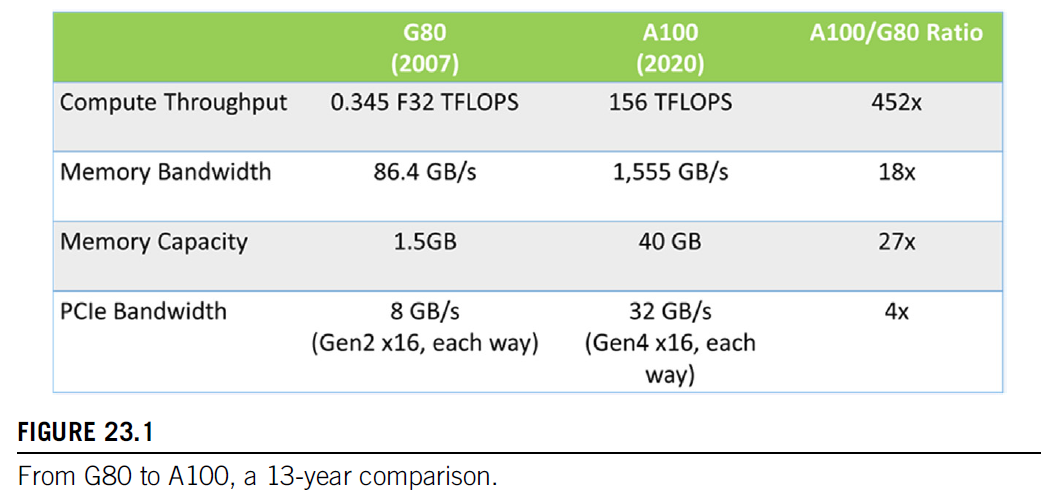 G80 A100 A100/G80 Ratio
(2007) (2020)
Compute Throughput 0.345 F32 TFLOPS 156 TFLOPS 452x
Memory Bandwidth 86.4 GB/s 1,555 GB/s 18x
Memory Capacity 1.5GB 40 GB 27x
PCIe Bandwidth 8 GB/s 32 GB/s 4x
(Gen2 x16, each way) (Gen4 x16, each
way)
FIGURE 23.1
From G80 to A100, a 13-year comparison.